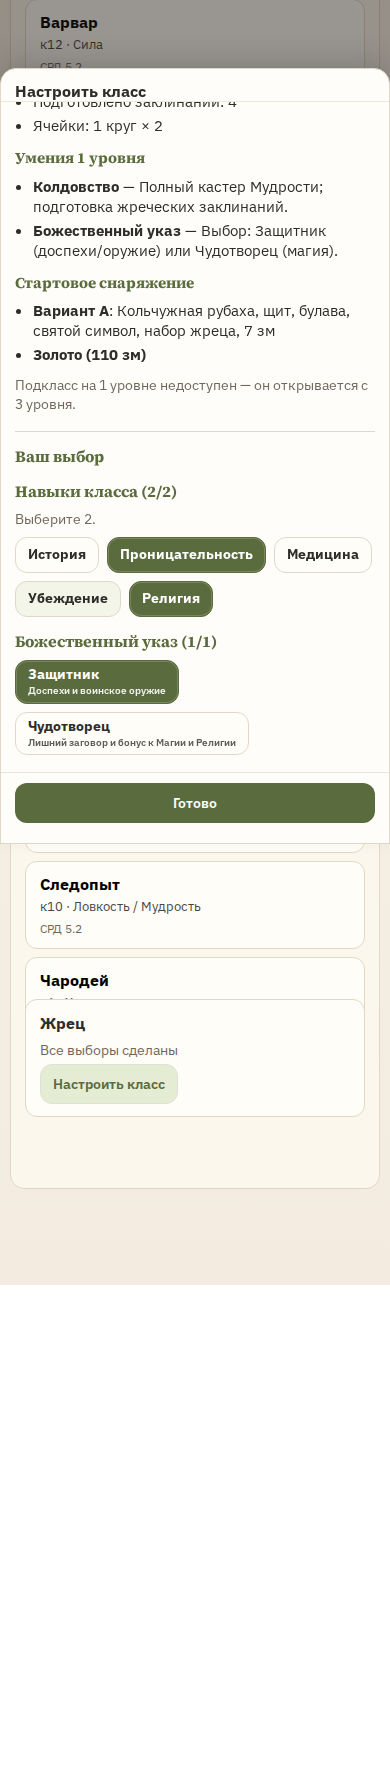 Варвар
к12 · Сила
СРД 5.2
Настроить класс
Подготовлено заклинаний: 4
Ячейки: 1 круг × 2
Умения 1 уровня
Колдовство — Полный кастер Мудрости;
подготовка жреческих заклинаний.
Божественный указ — Выбор: Защитник
(доспехи/оружие) или Чудотворец (магия).
Стартовое снаряжение
Вариант A: Кольчужная рубаха, щит, булава,
святой символ, набор жреца, 7 зм
Золото (110 зм)
Подкласс на 1 уровне недоступен — он открывается с
3 уровня.
Ваш выбор
Навыки класса (2/2)
Выберите 2.
История Проницательность Медицина
Убеждение Религия
Божественный указ (1/1)
Защитник
Доспехи и воинское оружие
Чудотворец
Лишний заговор и бонус к Магии и Религии
Готово
Следопыт
к10 · Ловкость / Мудрость
СРД 5.2
Чародей
Жрец
Все выборы сделаны
Настроить класс